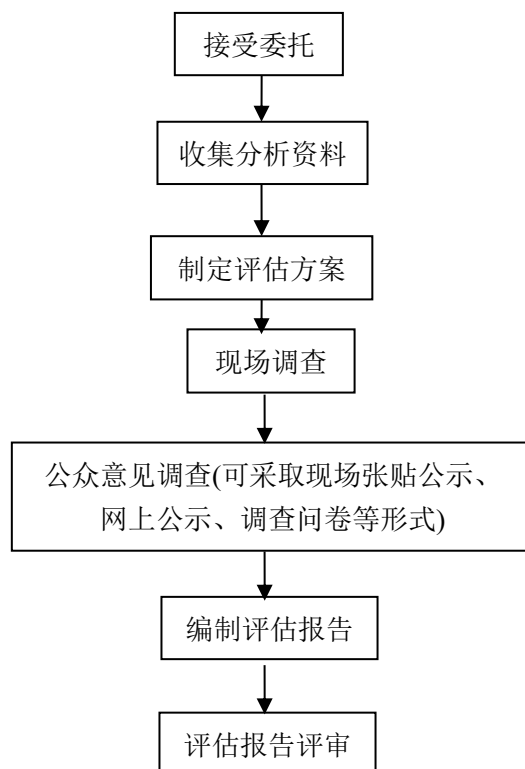 接受委托
收集分析资料
制定评估方案
现场调查
公众意见调查(可采取现场张贴公示、
网上公示、调查问卷等形式)
编制评估报告
评估报告评审